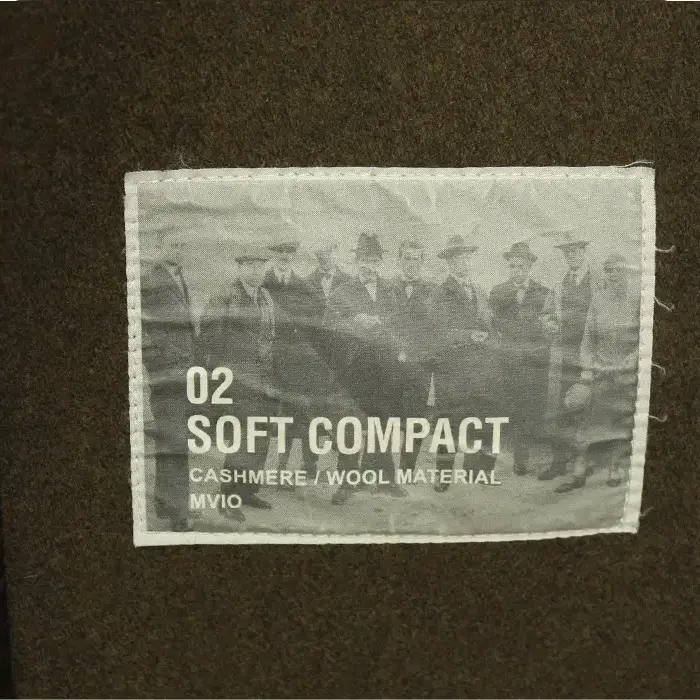 02
SOFT COMPACT
CASHMERE / WOOL MATERIAL
MVIO